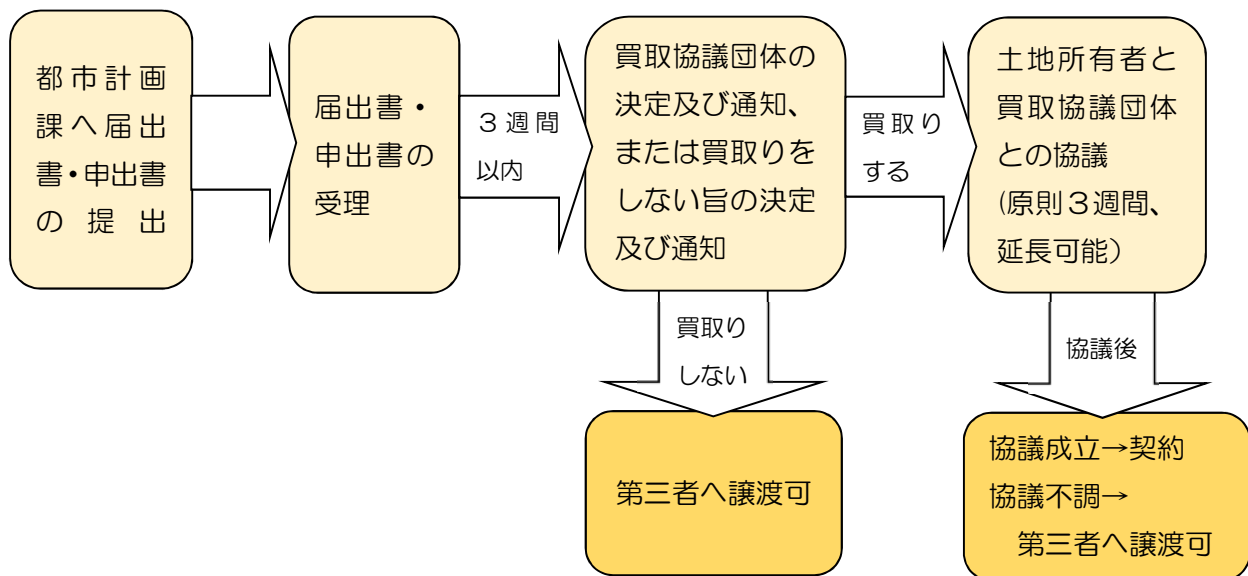 都市計画
課へ届出
書・申出書
の提出
届出書・
申出書の
受理
３週間
以内
買取協議団体の
決定及び通知、
または買取りを
しない旨の決定
及び通知
買取り
する
土地所有者と
買取協議団体
との協議
(原則３週間、
延長可能）
買取り
しない
協議後
第三者へ譲渡可
協議成立→契約
協議不調→
第三者へ譲渡可